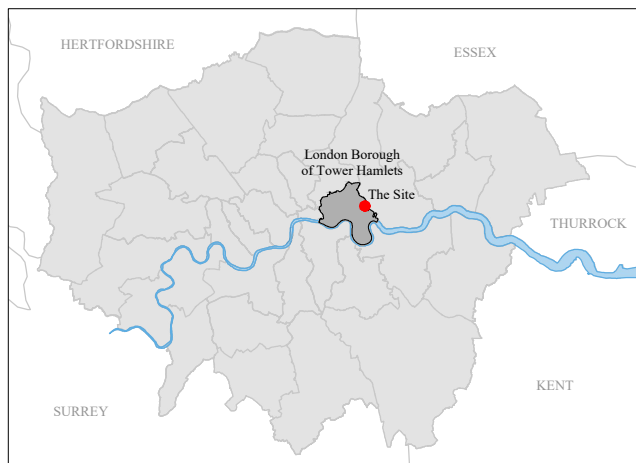 HERTFORDSHIRE
ESSEX
London Borough
of Tower Hamlets
The Site
THURROCK
KENT
SURREY